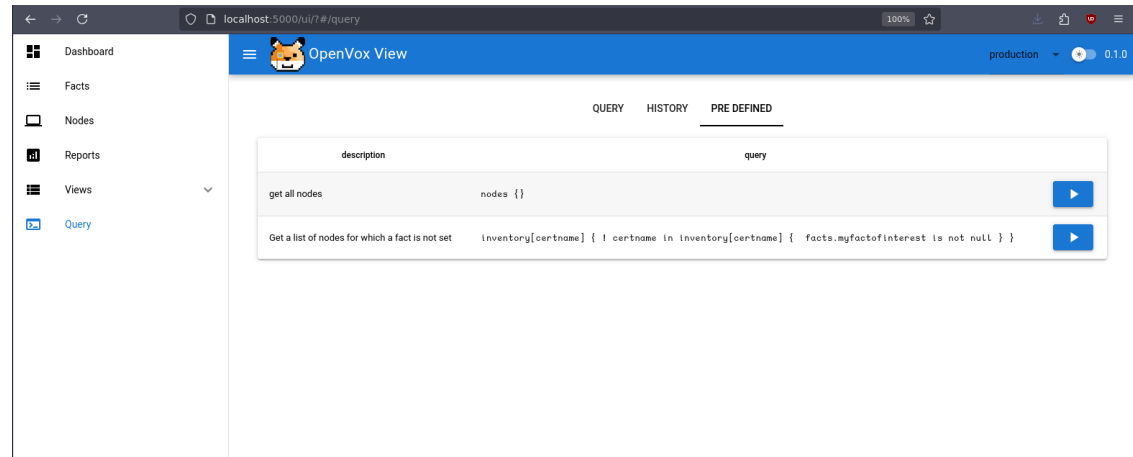 localhost:5000/ui/?#/query
100%
Dashboard
Facts
Nodes
Reports
Views
Query
OpenVox View
production
0.1.0
QUERY HISTORY PRE DEFINED
description query
get all nodes nodes {}
Get a list of nodes for which a fact is not set inventory[certname] { ! certname in inventory[certname] { facts.myfactofinterest is not null } }